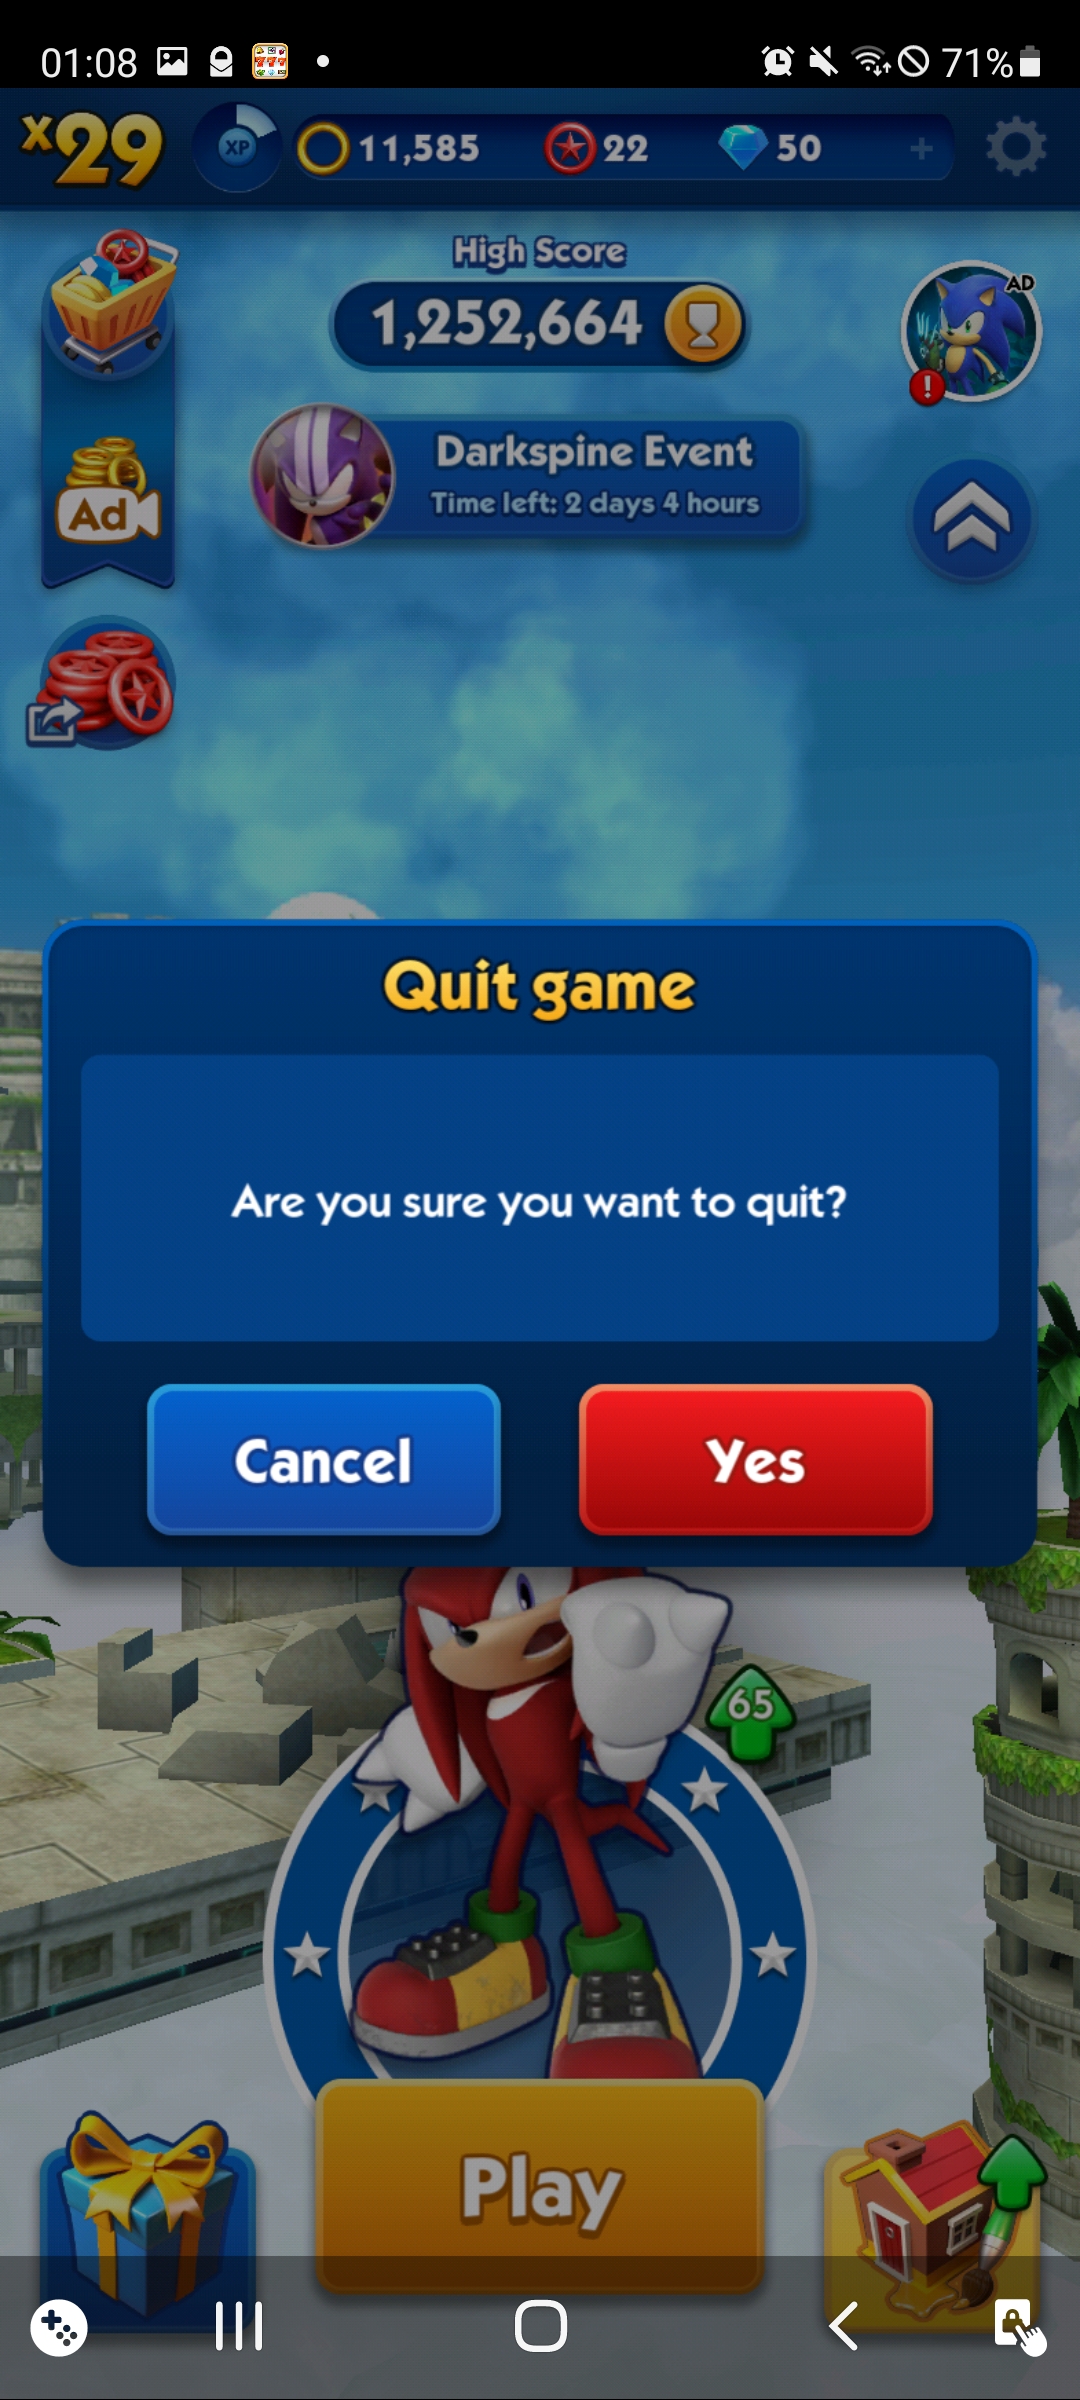 01:08
71%
x29
XP
11,585
22
50
+
High Score
1,252,664
AD
!
Darkspine Event
Time left: 2 days 4 hours
Ad
Quit game
Are you sure you want to quit?
Cancel
Yes
65
Play